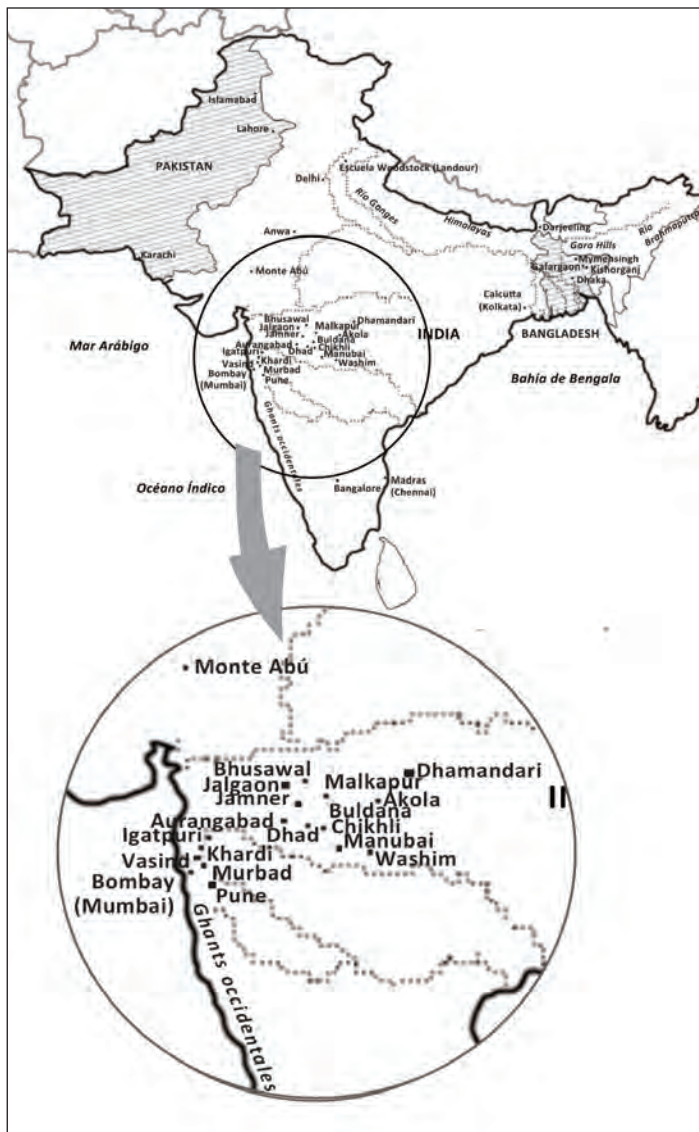 Islamabad
Lahore
PAKISTAN
Escuela Woodstock (Landour)
Delhi
Río Ganges
Himalayas
Darjeeling
Garo Hills
Río Brahmaputra
Anwa
Karachi
Monte Abú
Mymensingh
Gafargaon
Kishorganj
Dhaka
Calcutta
(Kolkata)
Bhusawal
Jalgaon
Jamner
Malkapur
Dhamandari
Akola
Buldana
Aurangabad
Chikhli
Igatpuri
Dhad
Manubai
Washim
Vasind
Khardi
Murbad
Bombay
(Mumbai)
Pune
INDIA
BANGLADESH
Mar Arábigo
Bahía de Bengala
Ghants occidentales
Océano Índico
Bangalore
Madras
(Chennai)
Monte Abú
Bhusawal
Dhamandari
Jalgaon
Malkapur
Jamner
Akola
Aurangabad
Buldana
Igatpuri
Dhad
Chikhli
Vasind
Khardi
Manubai
Washim
Bombay
(Mumbai)
Murbad
Pune
Ghants occidentales